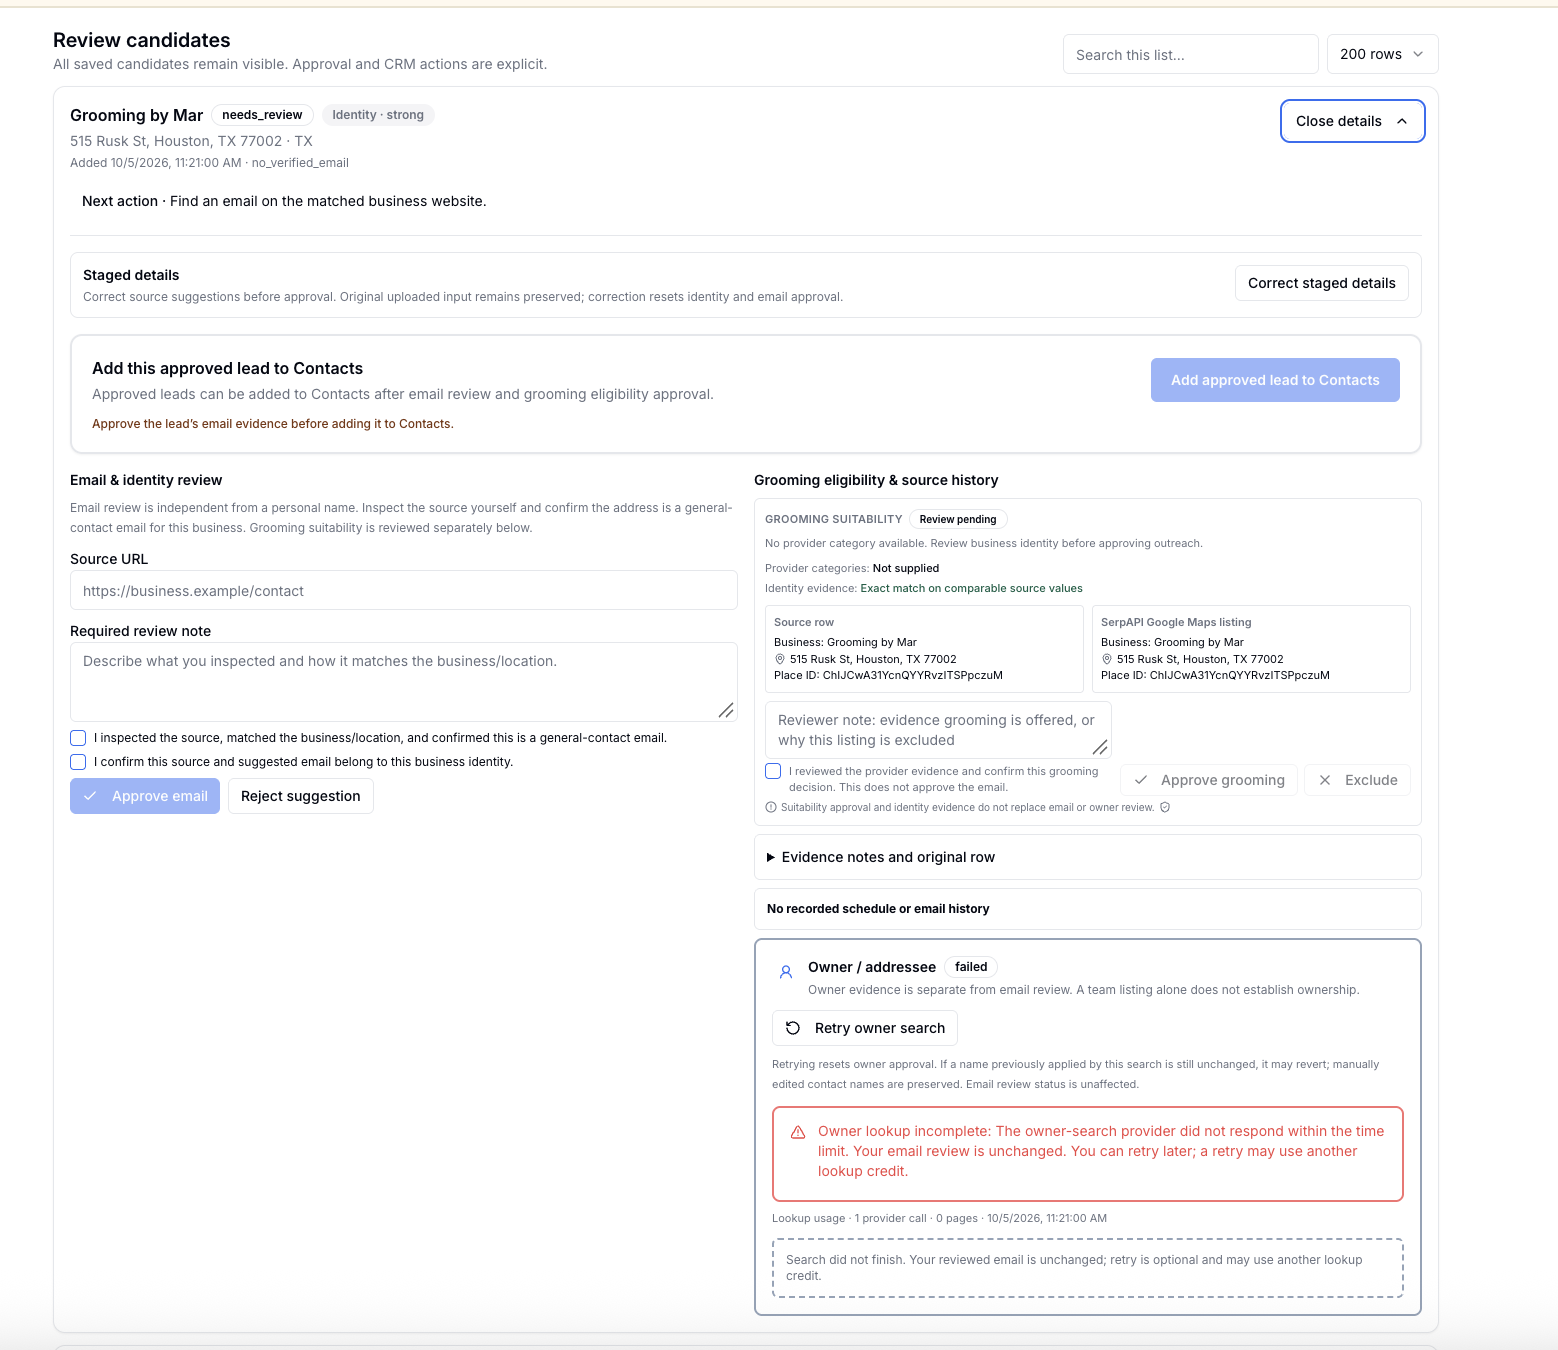 Review candidates
All saved candidates remain visible. Approval and CRM actions are explicit.
Search this list...
200 rows
Grooming by Mar needs_review Identity · strong
Close details
515 Rusk St, Houston, TX 77002 · TX
Added 10/5/2026, 11:21:00 AM · no_verified_email
Next action · Find an email on the matched business website.
Staged details
Correct source suggestions before approval. Original uploaded input remains preserved; correction resets identity and email approval.
Correct staged details
Add this approved lead to Contacts
Approved leads can be added to Contacts after email review and grooming eligibility approval.
Approve the lead’s email evidence before adding it to Contacts.
Add approved lead to Contacts
Email & identity review
Email review is independent from a personal name. Inspect the source yourself and confirm the address is a general-
contact email for this business. Grooming suitability is reviewed separately below.
Source URL
https://business.example/contact
Required review note
Describe what you inspected and how it matches the business/location.
I inspected the source, matched the business/location, and confirmed this is a general-contact email.
I confirm this source and suggested email belong to this business identity.
Approve email
Reject suggestion
Grooming eligibility & source history
GROOMING SUITABILITY Review pending
No provider category available. Review business identity before approving outreach.
Provider categories: Not supplied
Identity evidence: Exact match on comparable source values
Source row
Business: Grooming by Mar
515 Rusk St, Houston, TX 77002
Place ID: ChIJCwA31YcnQYYRvzITSPpczuM
SerpAPI Google Maps listing
Business: Grooming by Mar
515 Rusk St, Houston, TX 77002
Place ID: ChIJCwA31YcnQYYRvzITSPpczuM
Reviewer note: evidence grooming is offered, or
why this listing is excluded
I reviewed the provider evidence and confirm this grooming
decision. This does not approve the email.
Approve grooming
Exclude
Suitability approval and identity evidence do not replace email or owner review.
Evidence notes and original row
No recorded schedule or email history
Owner / addressee failed
Owner evidence is separate from email review. A team listing alone does not establish ownership.
Retry owner search
Retrying resets owner approval. If a name previously applied by this search is still unchanged, it may revert; manually
edited contact names are preserved. Email review status is unaffected.
Owner lookup incomplete: The owner-search provider did not respond within the time
limit. Your email review is unchanged. You can retry later; a retry may use another
lookup credit.
Lookup usage · 1 provider call · 0 pages · 10/5/2026, 11:21:00 AM
Search did not finish. Your reviewed email is unchanged; retry is optional and may use another lookup
credit.